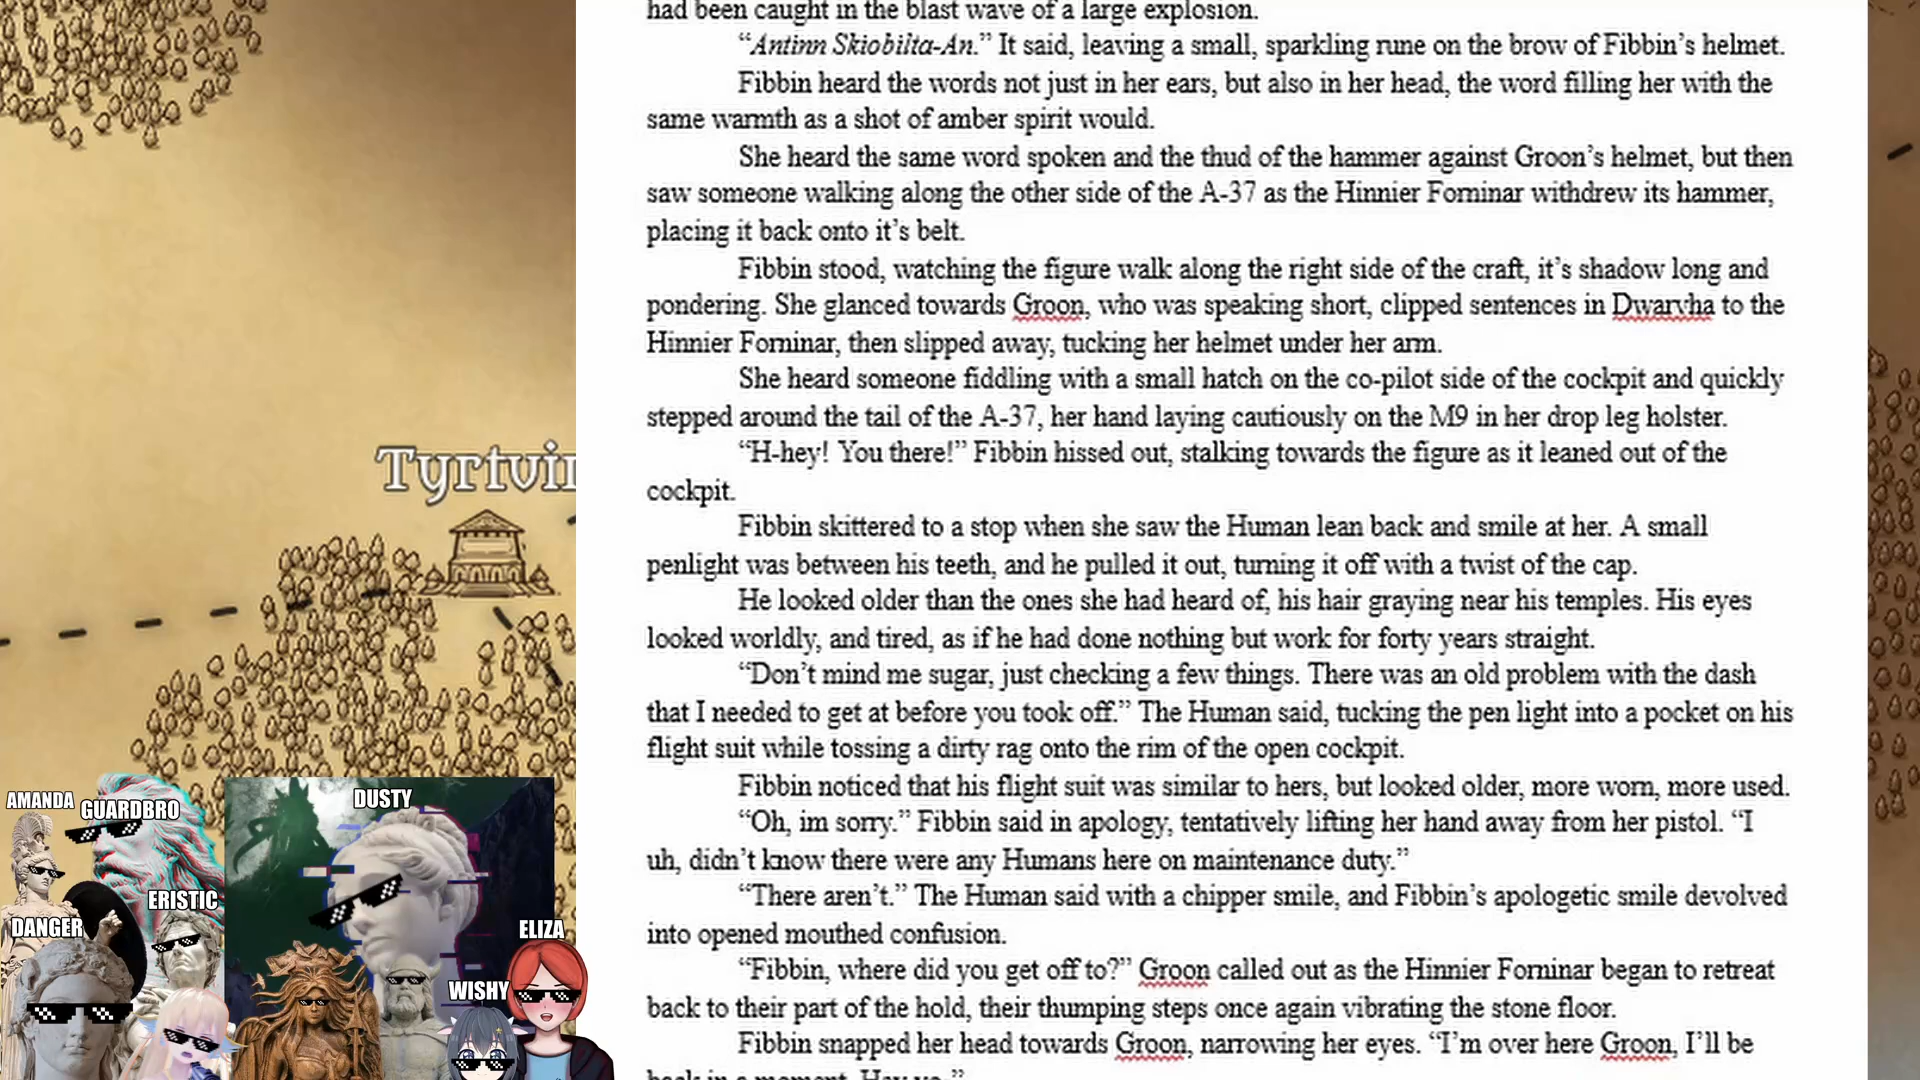 had been caught in the blast wave of a large explosion.
“Antinn Skiobilta-An.” It said, leaving a small, sparkling rune on the brow of Fibbin’s helmet.
Fibbin heard the words not just in her ears, but also in her head, the word filling her with the
same warmth as a shot of amber spirit would.
She heard the same word spoken and the thud of the hammer against Groon’s helmet, but then
saw someone walking along the other side of the A-37 as the Hinnier Forninar withdrew its hammer,
placing it back onto it’s belt.
Fibbin stood, watching the figure walk along the right side of the craft, it’s shadow long and
pondering. She glanced towards Groon, who was speaking short, clipped sentences in Dwarvha to the
Hinnier Forninar, then slipped away, tucking her helmet under her arm.
She heard someone fiddling with a small hatch on the co-pilot side of the cockpit and quickly
stepped around the tail of the A-37, her hand laying cautiously on the M9 in her drop leg holster.
“H-hey! You there!” Fibbin hissed out, stalking towards the figure as it leaned out of the
cockpit.
Fibbin skittered to a stop when she saw the Human lean back and smile at her. A small
penlight was between his teeth, and he pulled it out, turning it off with a twist of the cap.
He looked older than the ones she had heard of, his hair graying near his temples. His eyes
looked worldly, and tired, as if he had done nothing but work for forty years straight.
“Don’t mind me sugar, just checking a few things. There was an old problem with the dash
that I needed to get at before you took off.” The Human said, tucking the pen light into a pocket on his
flight suit while tossing a dirty rag onto the rim of the open cockpit.
Fibbin noticed that his flight suit was similar to hers, but looked older, more worn, more used.
“Oh, im sorry.” Fibbin said in apology, tentatively lifting her hand away from her pistol. “I
uh, didn’t know there were any Humans here on maintenance duty.”
“There aren’t.” The Human said with a chipper smile, and Fibbin’s apologetic smile devolved
into opened mouthed confusion.
“Fibbin, where did you get off to?” Groon called out as the Hinnier Forninar began to retreat
back to their part of the hold, their thumping steps once again vibrating the stone floor.
Fibbin snapped her head towards Groon, narrowing her eyes. “I’m over here Groon, I’ll be
Tyrtvir
AMANDA
GUARDBRO
DUSTY
ERISTIC
DANGER
ELIZA
WISHY